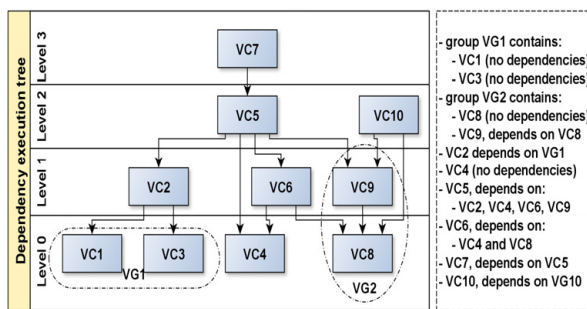 Dependency execution tree
Level 3
VC7
Level 2
VC5
VC10
Level 1
VC2
VC6
VC9
Level 0
VC1
VC3
VC4
VC8
VG1
VG2
- group VG1 contains:
- VC1 (no dependencies)
- VC3 (no dependencies)
- group VG2 contains:
- VC8 (no dependencies)
- VC9, depends on VC8
- VC2 depends on VG1
- VC4 (no dependencies)
- VC5, depends on:
- VC2, VC4, VC6, VC9
- VC6, depends on:
- VC4 and VC8
- VC7, depends on VC5
- VC10, depends on VG10